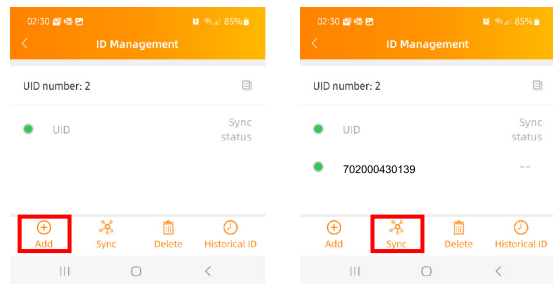 02:30 85%
ID Management
UID number: 2
UID Sync status
Add Sync Delete Historical ID
02:30 85%
ID Management
UID number: 2
UID Sync status
702000430139 --
Add Sync Delete Historical ID